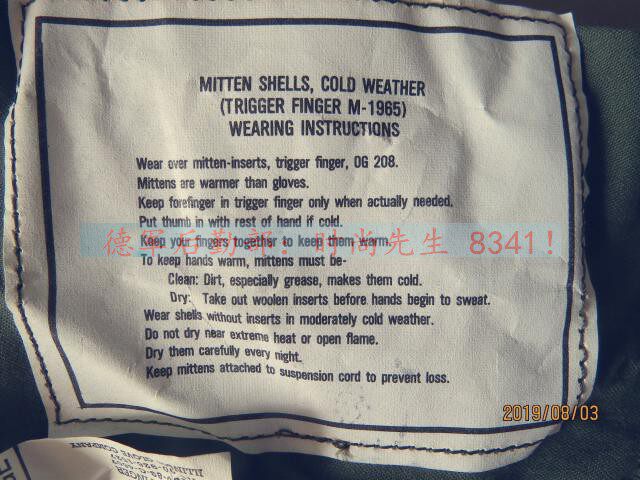 MITTEN SHELLS, COLD WEATHER
(TRIGGER FINGER M-1965)
WEARING INSTRUCTIONS
Wear over mitten-inserts, trigger finger, OG 208.
Mittens are warmer than gloves.
Keep forefinger in trigger finger only when actually needed.
Put thumb in with rest of hand if cold.
德军后勤部：时尚先生 8341！
Keep your fingers together to keep them warm.
To keep hands warm, mittens must be-
Clean: Dirt, especially grease, makes them cold.
Dry: Take out woolen inserts before hands begin to sweat.
Wear shells without inserts in moderately cold weather.
Do not dry near extreme heat or open flame.
Dry them carefully every night.
Keep mittens attached to suspension cord to prevent loss.
2019/08/03
GLOVE COMPANY